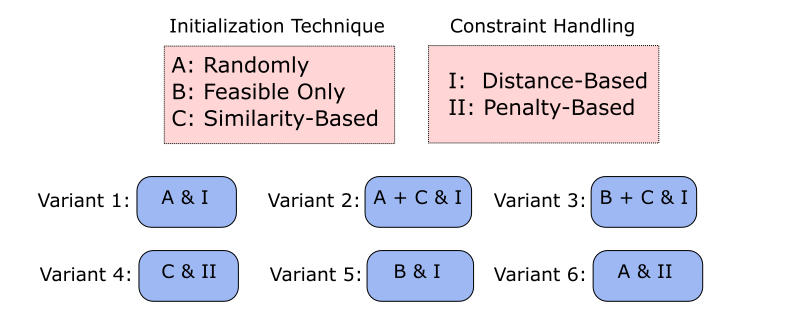 Initialization Technique
Constraint Handling
A: Randomly
B: Feasible Only
C: Similarity-Based
I: Distance-Based
II: Penalty-Based
Variant 1: A & I
Variant 2: A + C & I
Variant 3: B + C & I
Variant 4: C & II
Variant 5: B & I
Variant 6: A & II